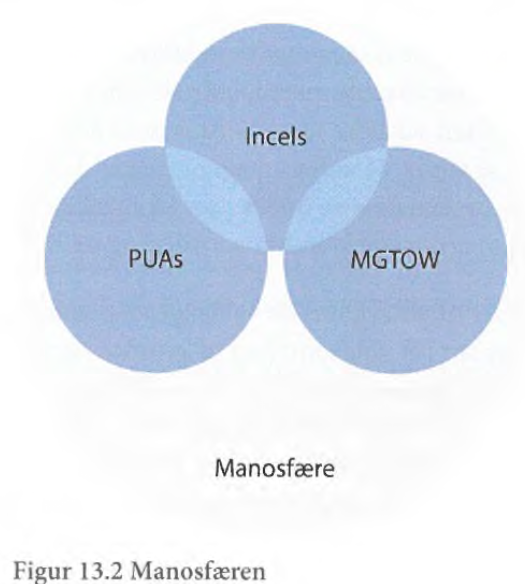 Incels
PUAs
MGTOW
Manosfære
Figur 13.2 Manosfæren